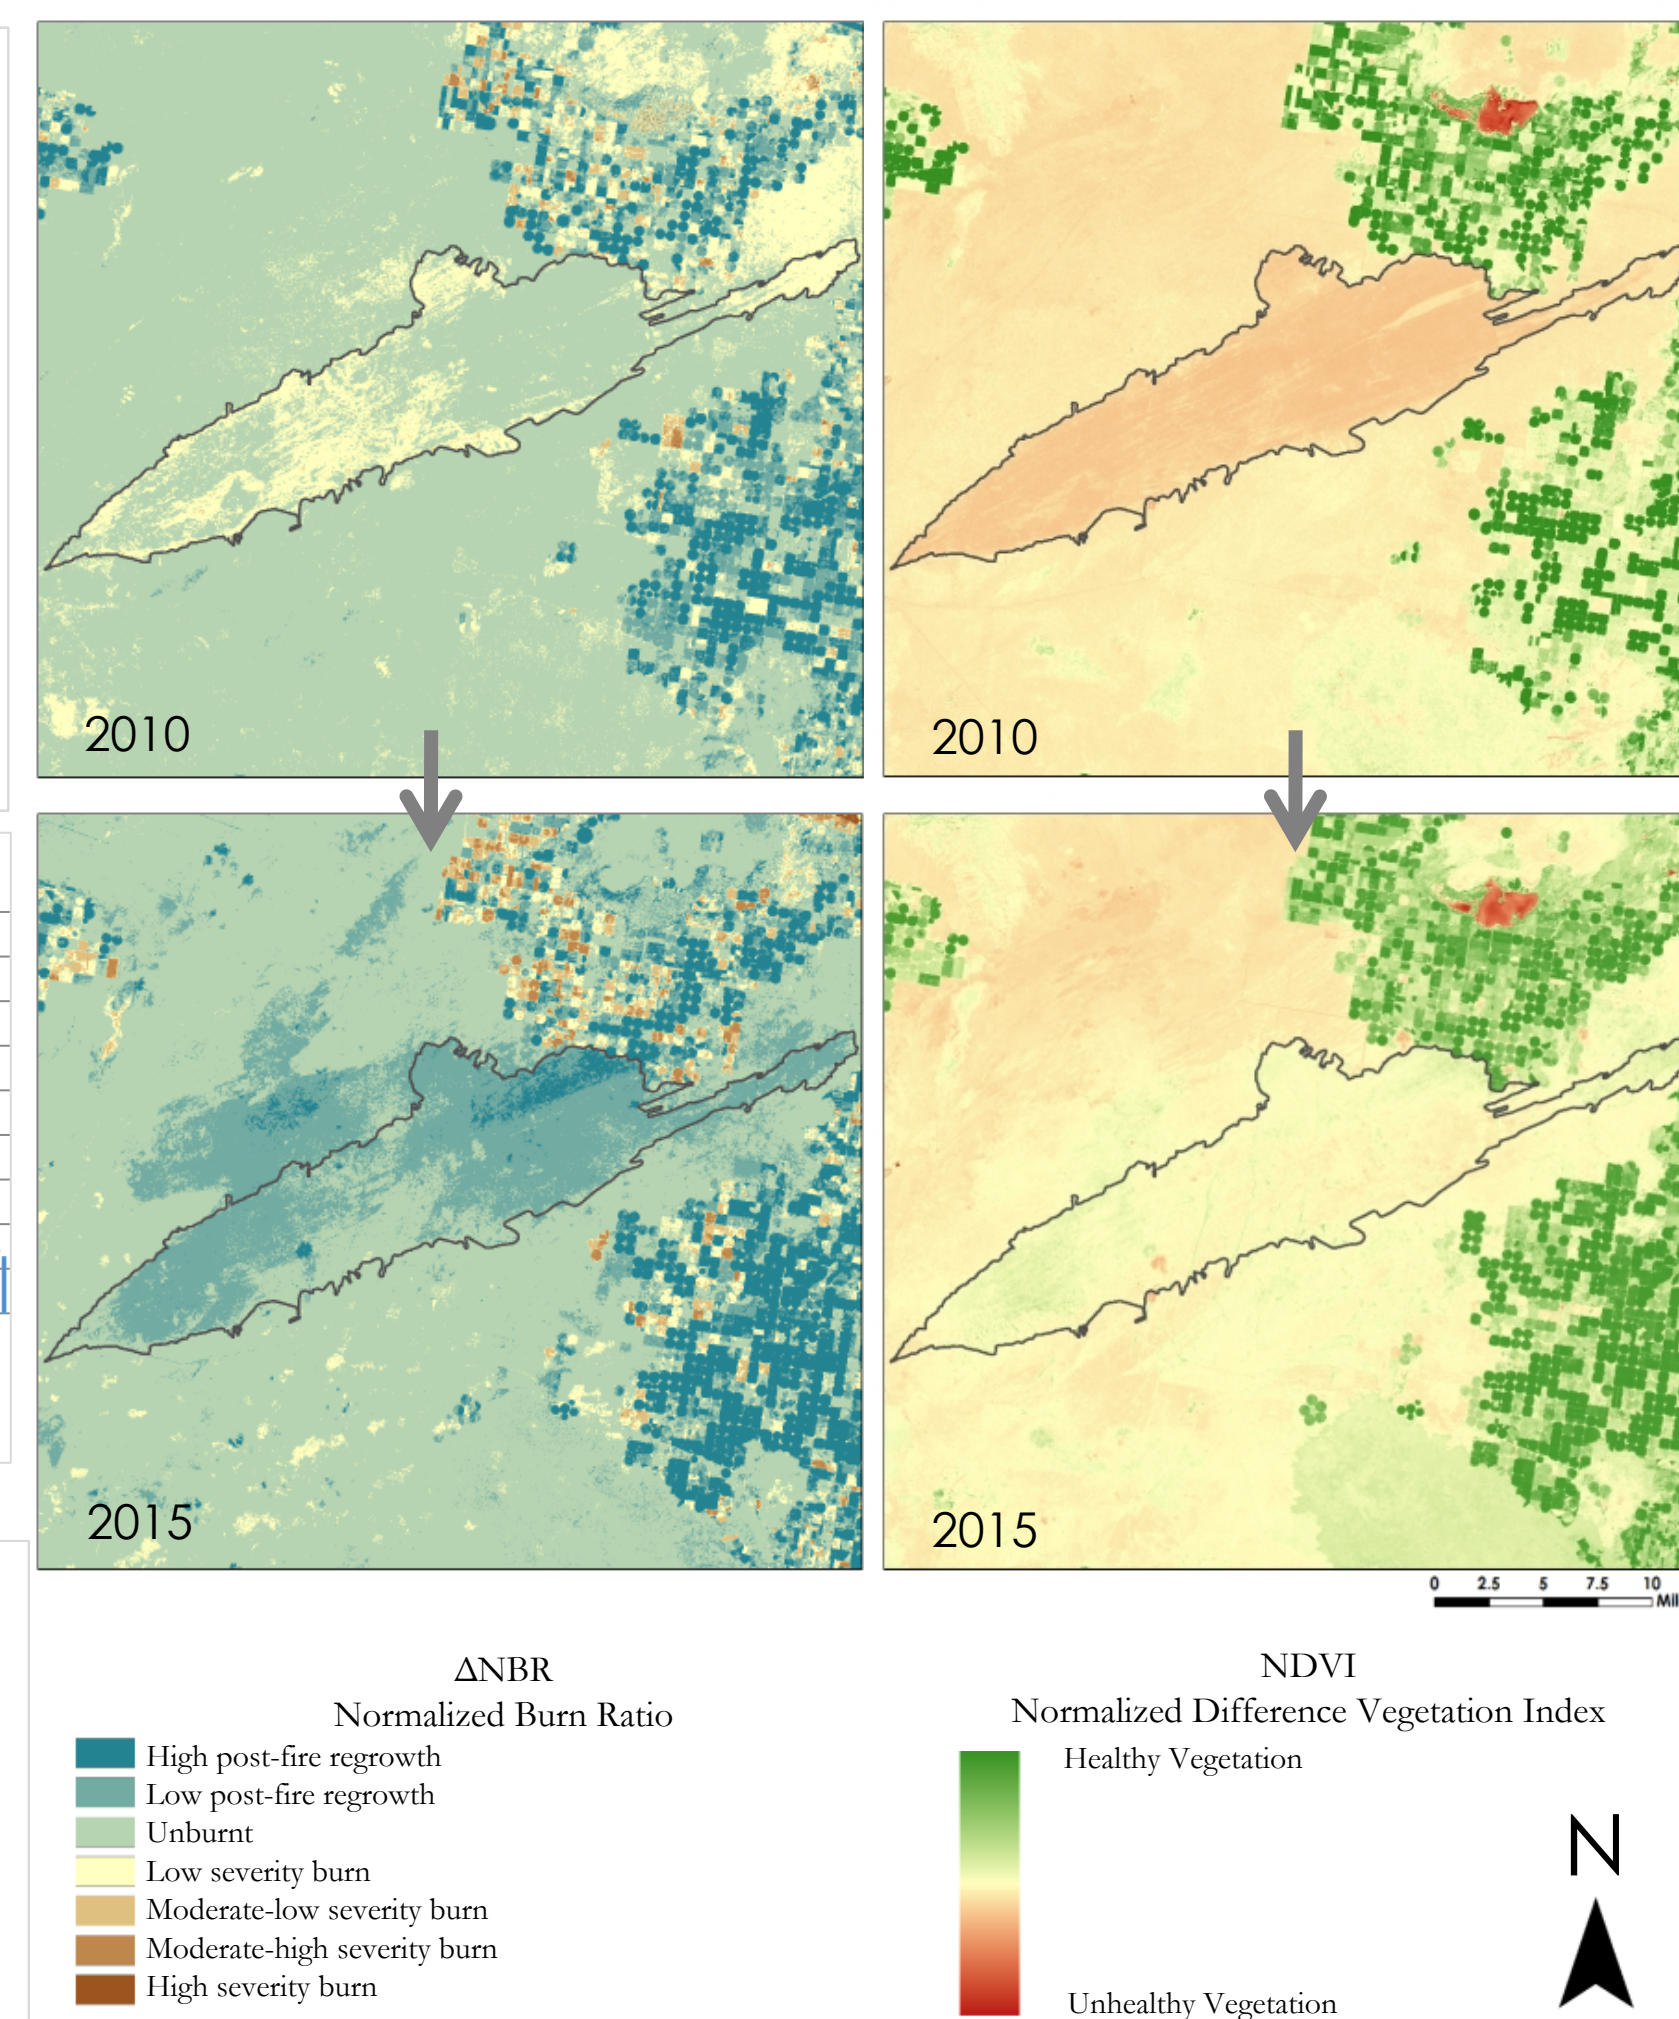 2010
2010
2015
2015
0 2.5 5 7.5 10
Mil
ΔNBR
Normalized Burn Ratio
High post-fire regrowth
Low post-fire regrowth
Unburnt
Low severity burn
Moderate-low severity burn
Moderate-high severity burn
High severity burn
NDVI
Normalized Difference Vegetation Index
Healthy Vegetation
Unhealthy Vegetation
N